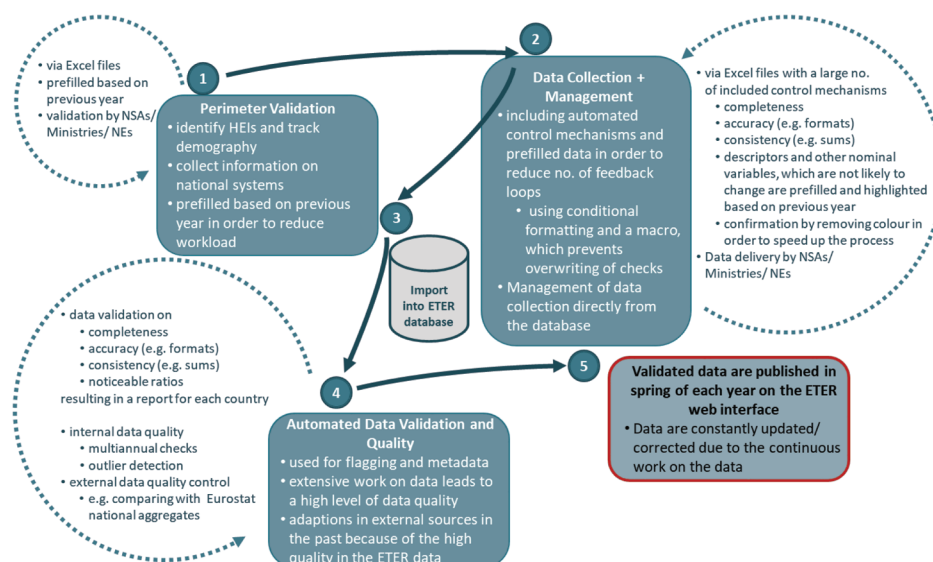 1
• via Excel files
• prefilled based on
previous year
• validation by NSAs/
Ministries/ NEs
Perimeter Validation
• identify HEIs and track
demography
• collect information on
national systems
• prefilled based on previous
year in order to reduce
workload
2
Data Collection +
Management
• including automated
control mechanisms and
prefilled data in order to
reduce no. of feedback
loops
• using conditional
formatting and a macro,
which prevents
overwriting of checks
• Management of data
collection directly from
the database
• via Excel files with a large no.
of included control mechanisms
• completeness
• accuracy (e.g. formats)
• consistency (e.g. sums)
• descriptors and other nominal
variables, which are not likely to
change are prefilled and highlighted
based on previous year
• confirmation by removing colour in
order to speed up the process
• Data delivery by NSAs/
Ministries/ NEs
3
Import
into ETER
database
• data validation on
• completeness
• accuracy (e.g. formats)
• consistency (e.g. sums)
• noticeable ratios
resulting in a report for each country
• internal data quality
• multiannual checks
• outlier detection
• external data quality control
• e.g. comparing with Eurostat
national aggregates
4
Automated Data Validation and
Quality
• used for flagging and metadata
• extensive work on data leads to
a high level of data quality
• adaptions in external sources in
the past because of the high
quality in the ETER data
5
Validated data are published in
spring of each year on the ETER
web interface
• Data are constantly updated/
corrected due to the continuous
work on the data